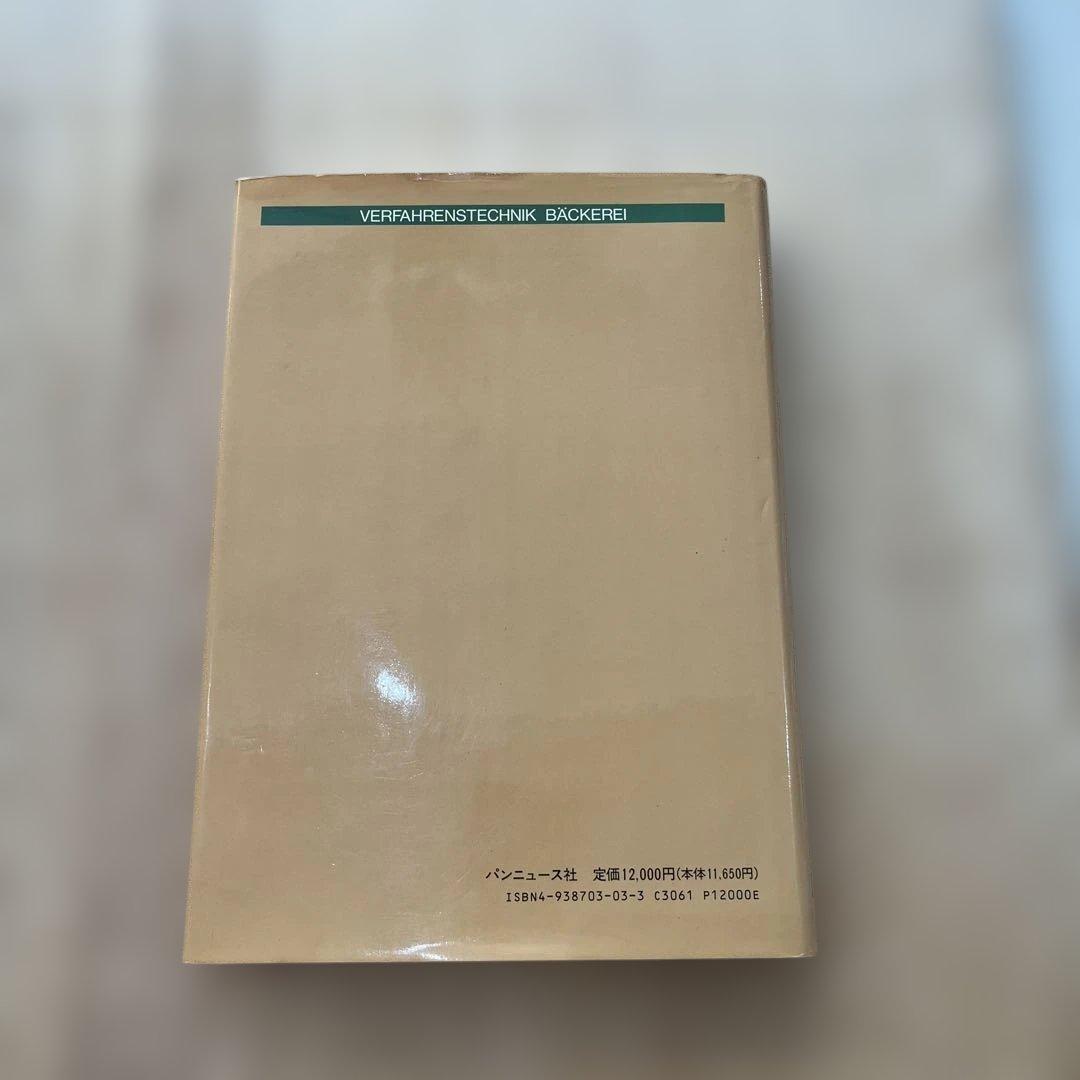 VERFAHRENSTECHNIK BÄCKEREI
パンニュース社 定価12,000円(本体11,650円)
ISBN4-938703-03-3 C3061 P12000E